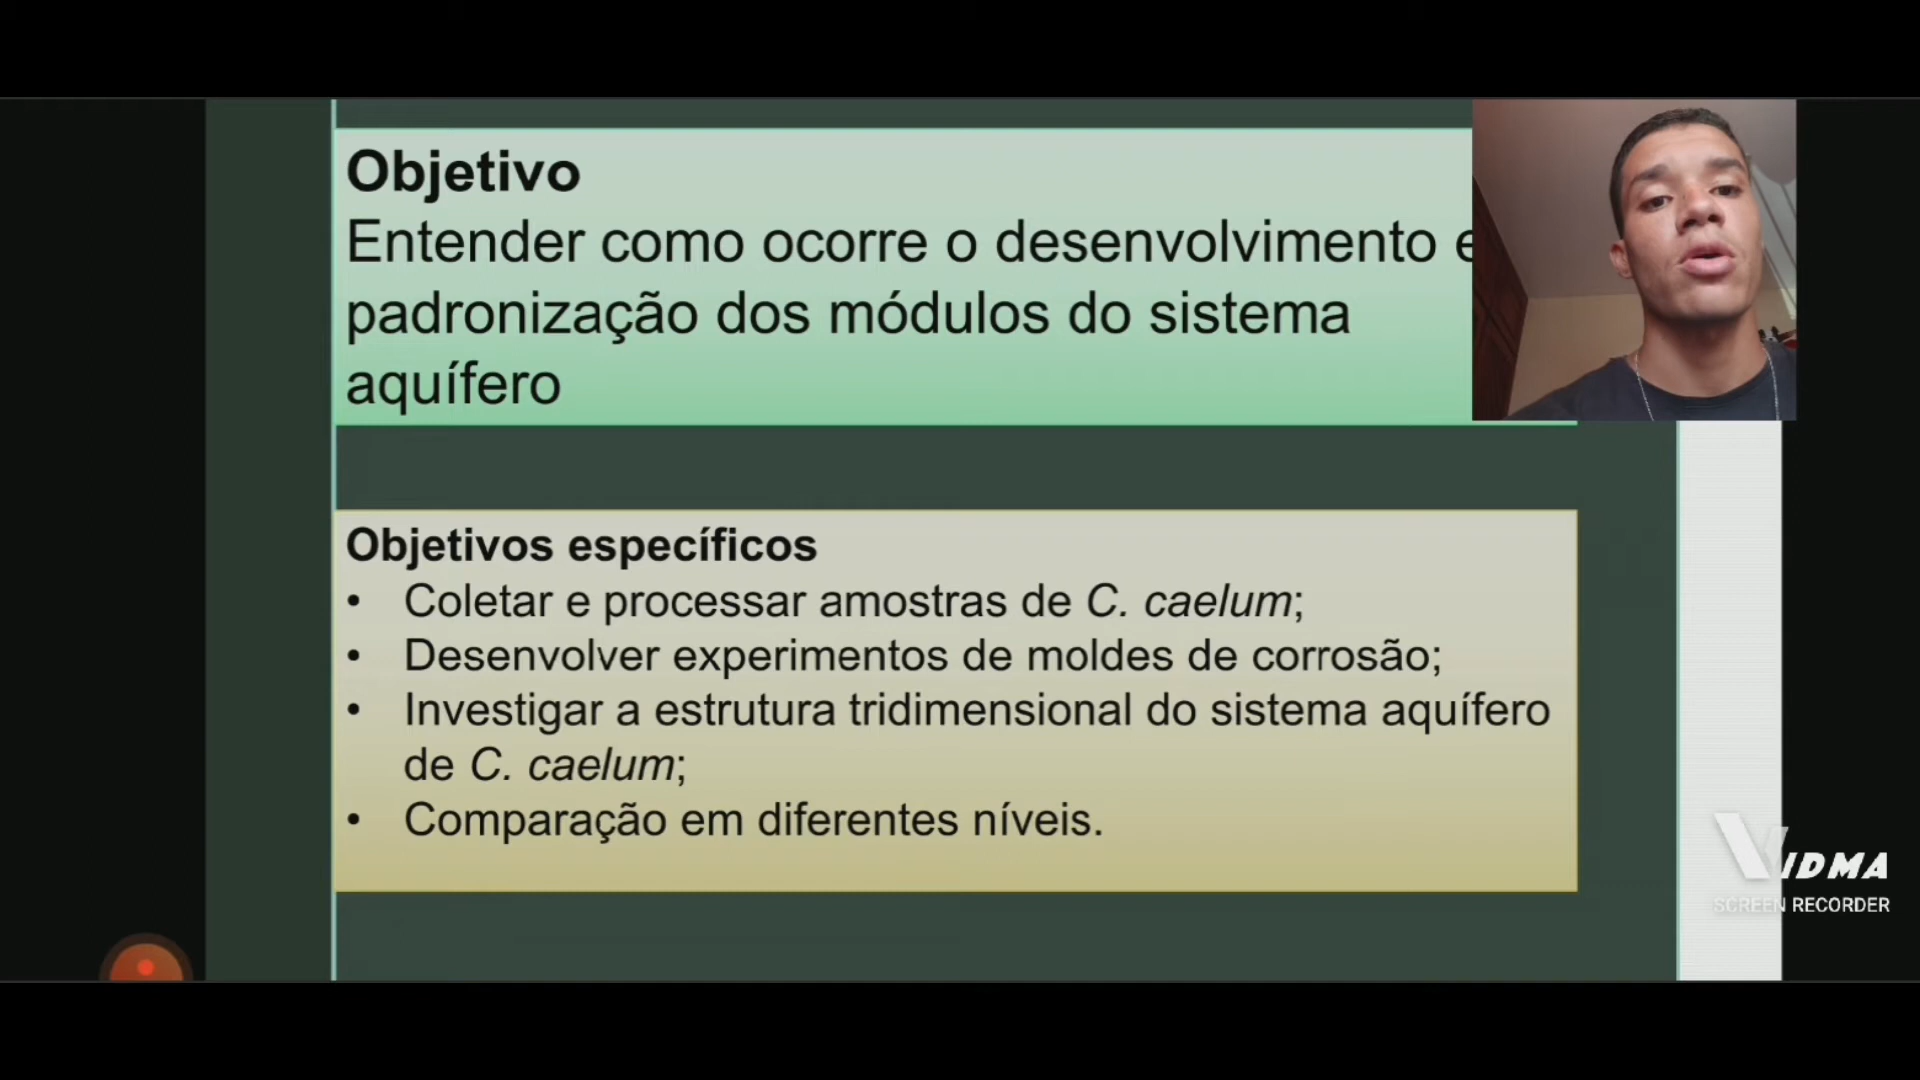 Objetivo
Entender como ocorre o desenvolvimento e
padronização dos módulos do sistema
aquífero
Objetivos específicos
• Coletar e processar amostras de C. caelum;
• Desenvolver experimentos de moldes de corrosão;
• Investigar a estrutura tridimensional do sistema aquífero
de C. caelum;
• Comparação em diferentes níveis.
VIDMA
SCREEN RECORDER